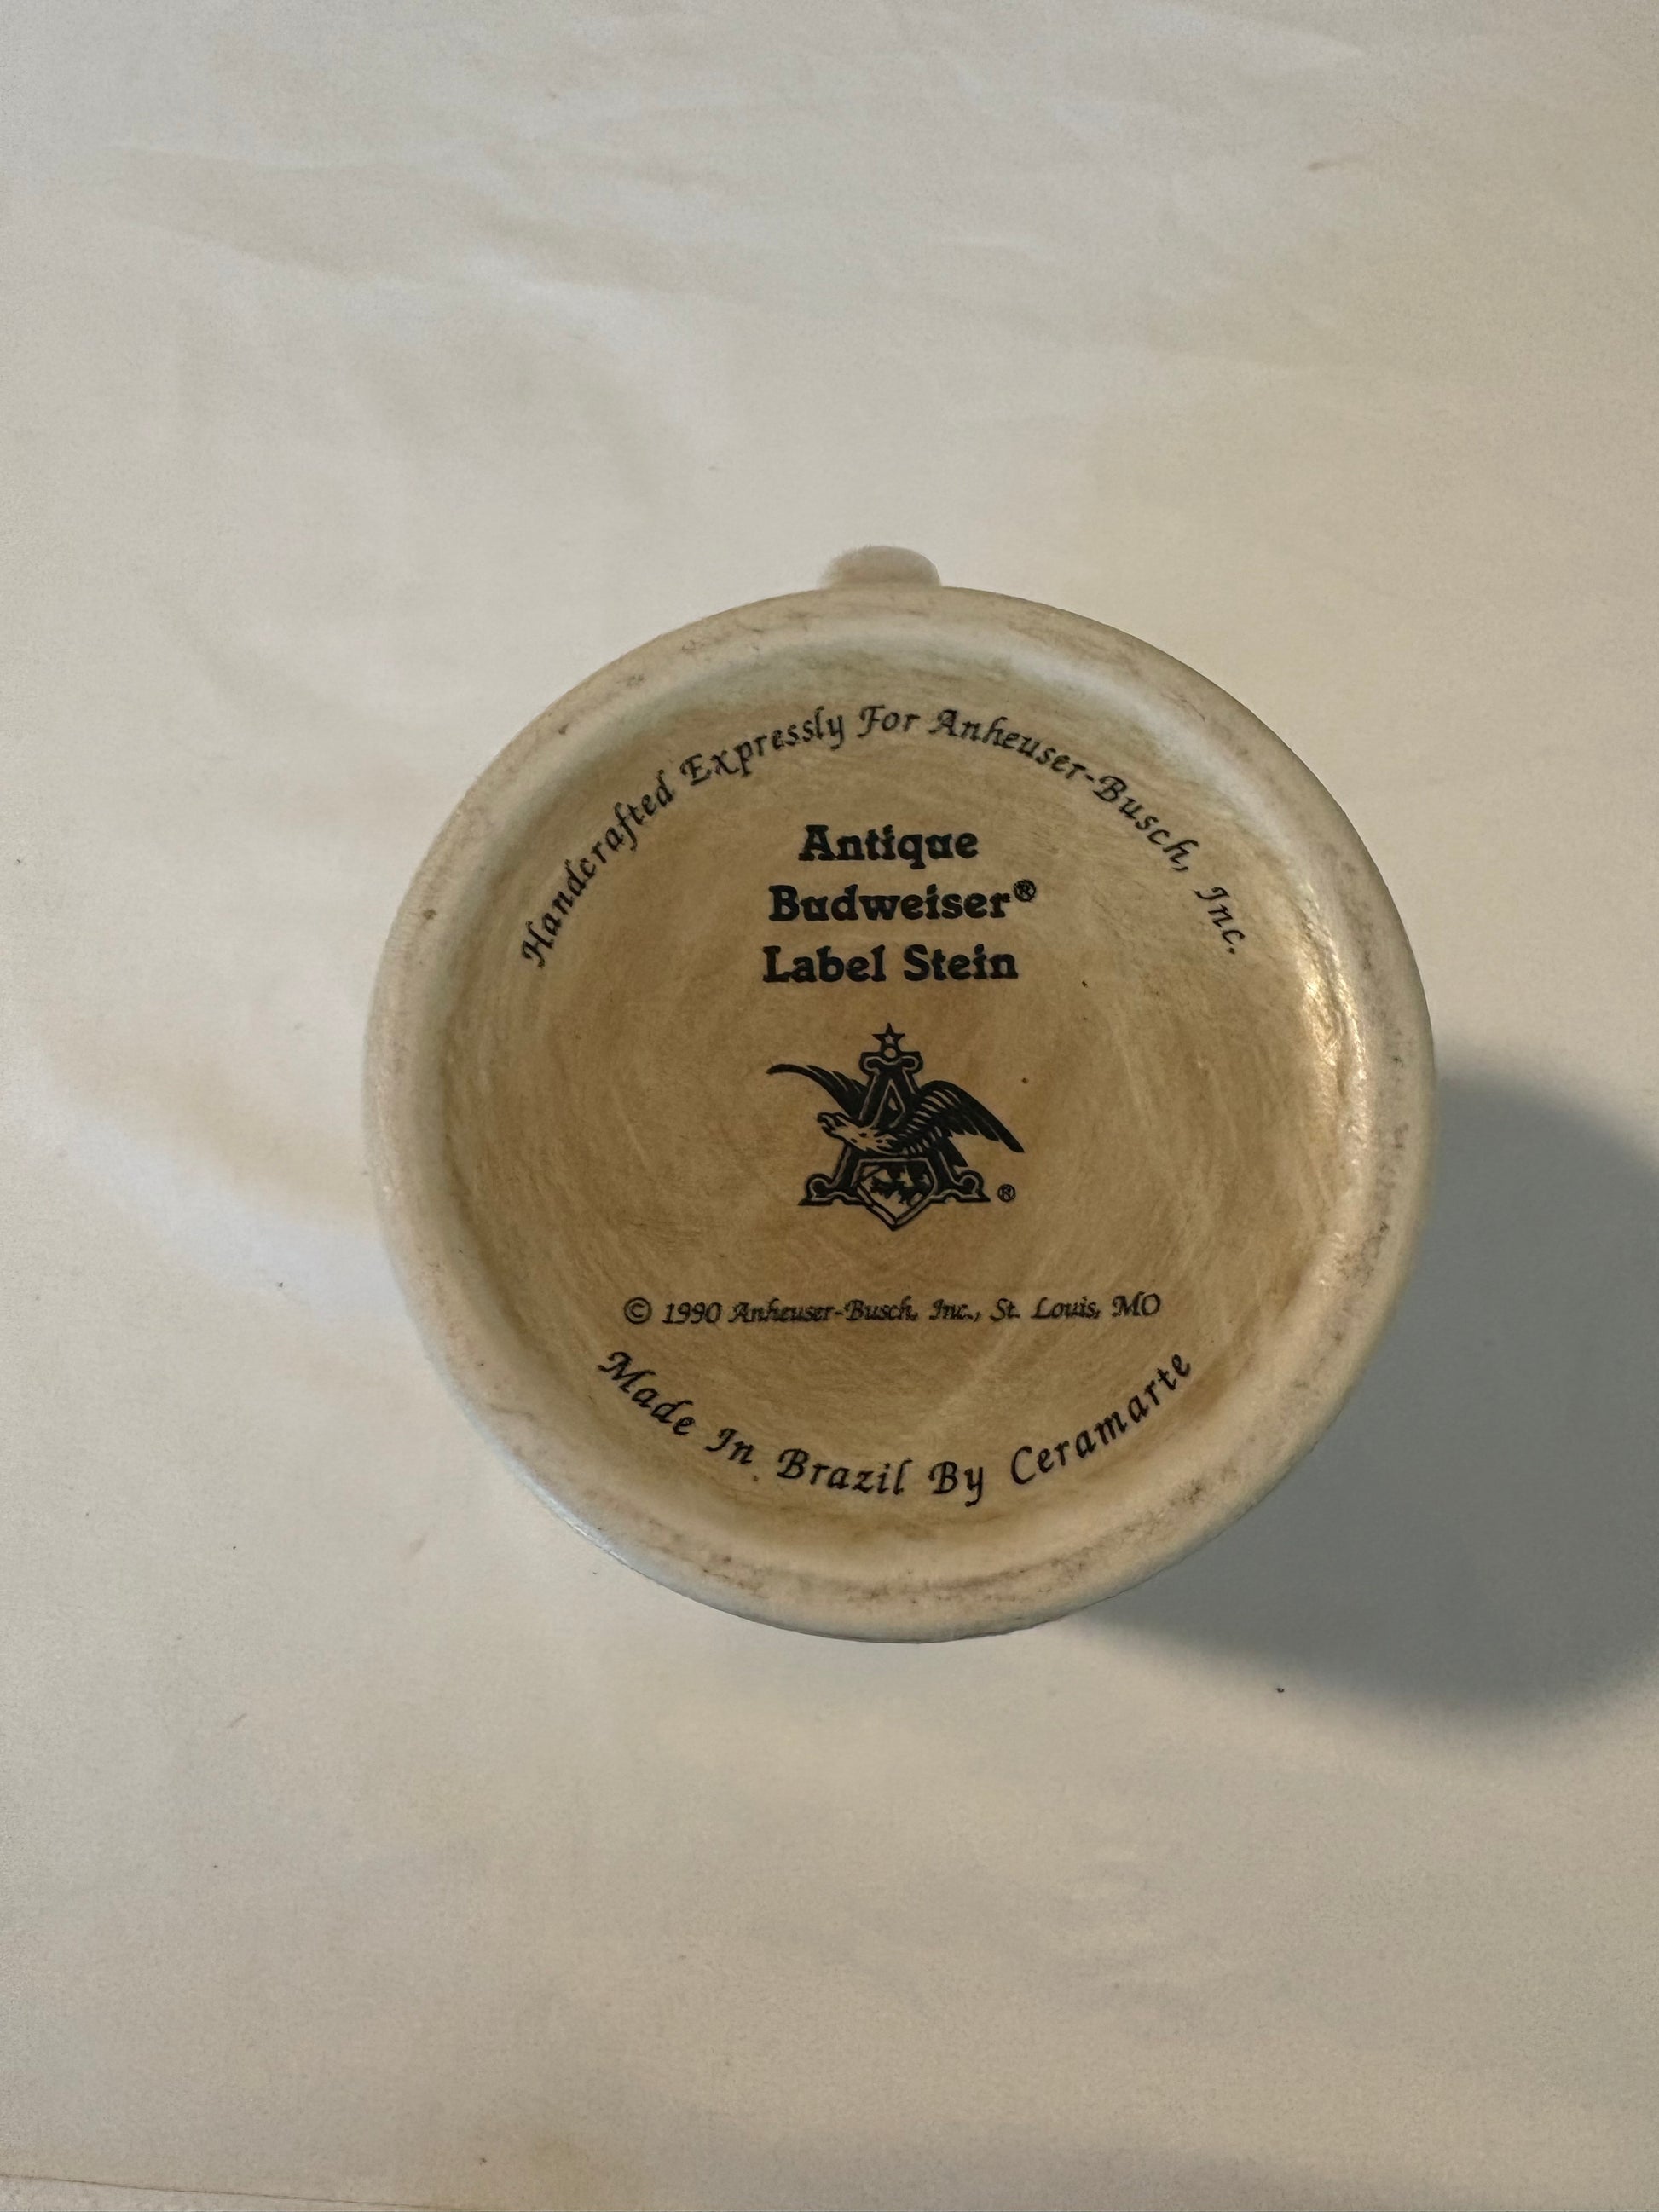 Handcrafted Expressly For Anheuser-Busch, Inc.
Antique
Budweiser®
Label Stein
A
®
© 1990 Anheuser-Busch, Inc., St. Louis, MO
Made In Brazil By Ceramarte